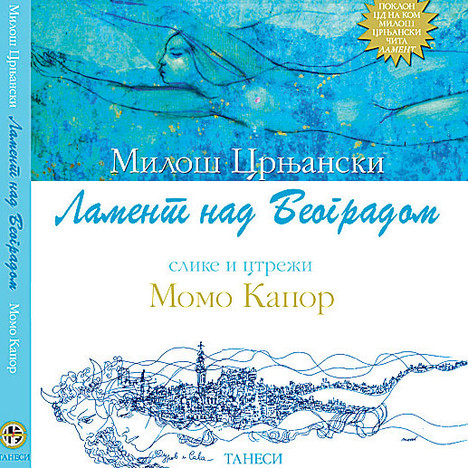 Милош Црњански Ламент над Београдом Момо Капор
ТАНЕСИ
ПОКЛОН
ЦД НА КОМ
МИЛОШ
ЦРЊАНСКИ
ЧИТА
ЛАМЕНТ
Милош Црњански
Ламент над Београдом
слике и цтрежи
Момо Капор
ТАНЕСИ